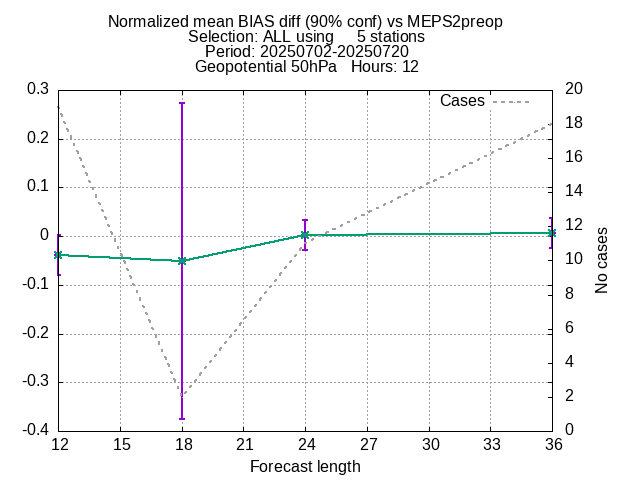 Normalized mean BIAS diff (90% conf) vs MEPS2preop
Selection: ALL using 5 stations
Period: 20250702-20250720
Geopotential 50hPa Hours: 12
Cases
0.3
0.2
0.1
0
-0.1
-0.2
-0.3
-0.4
20
18
16
14
12
10
8
6
4
2
0
No cases
12 15 18 21 24 27 30 33 36
Forecast length